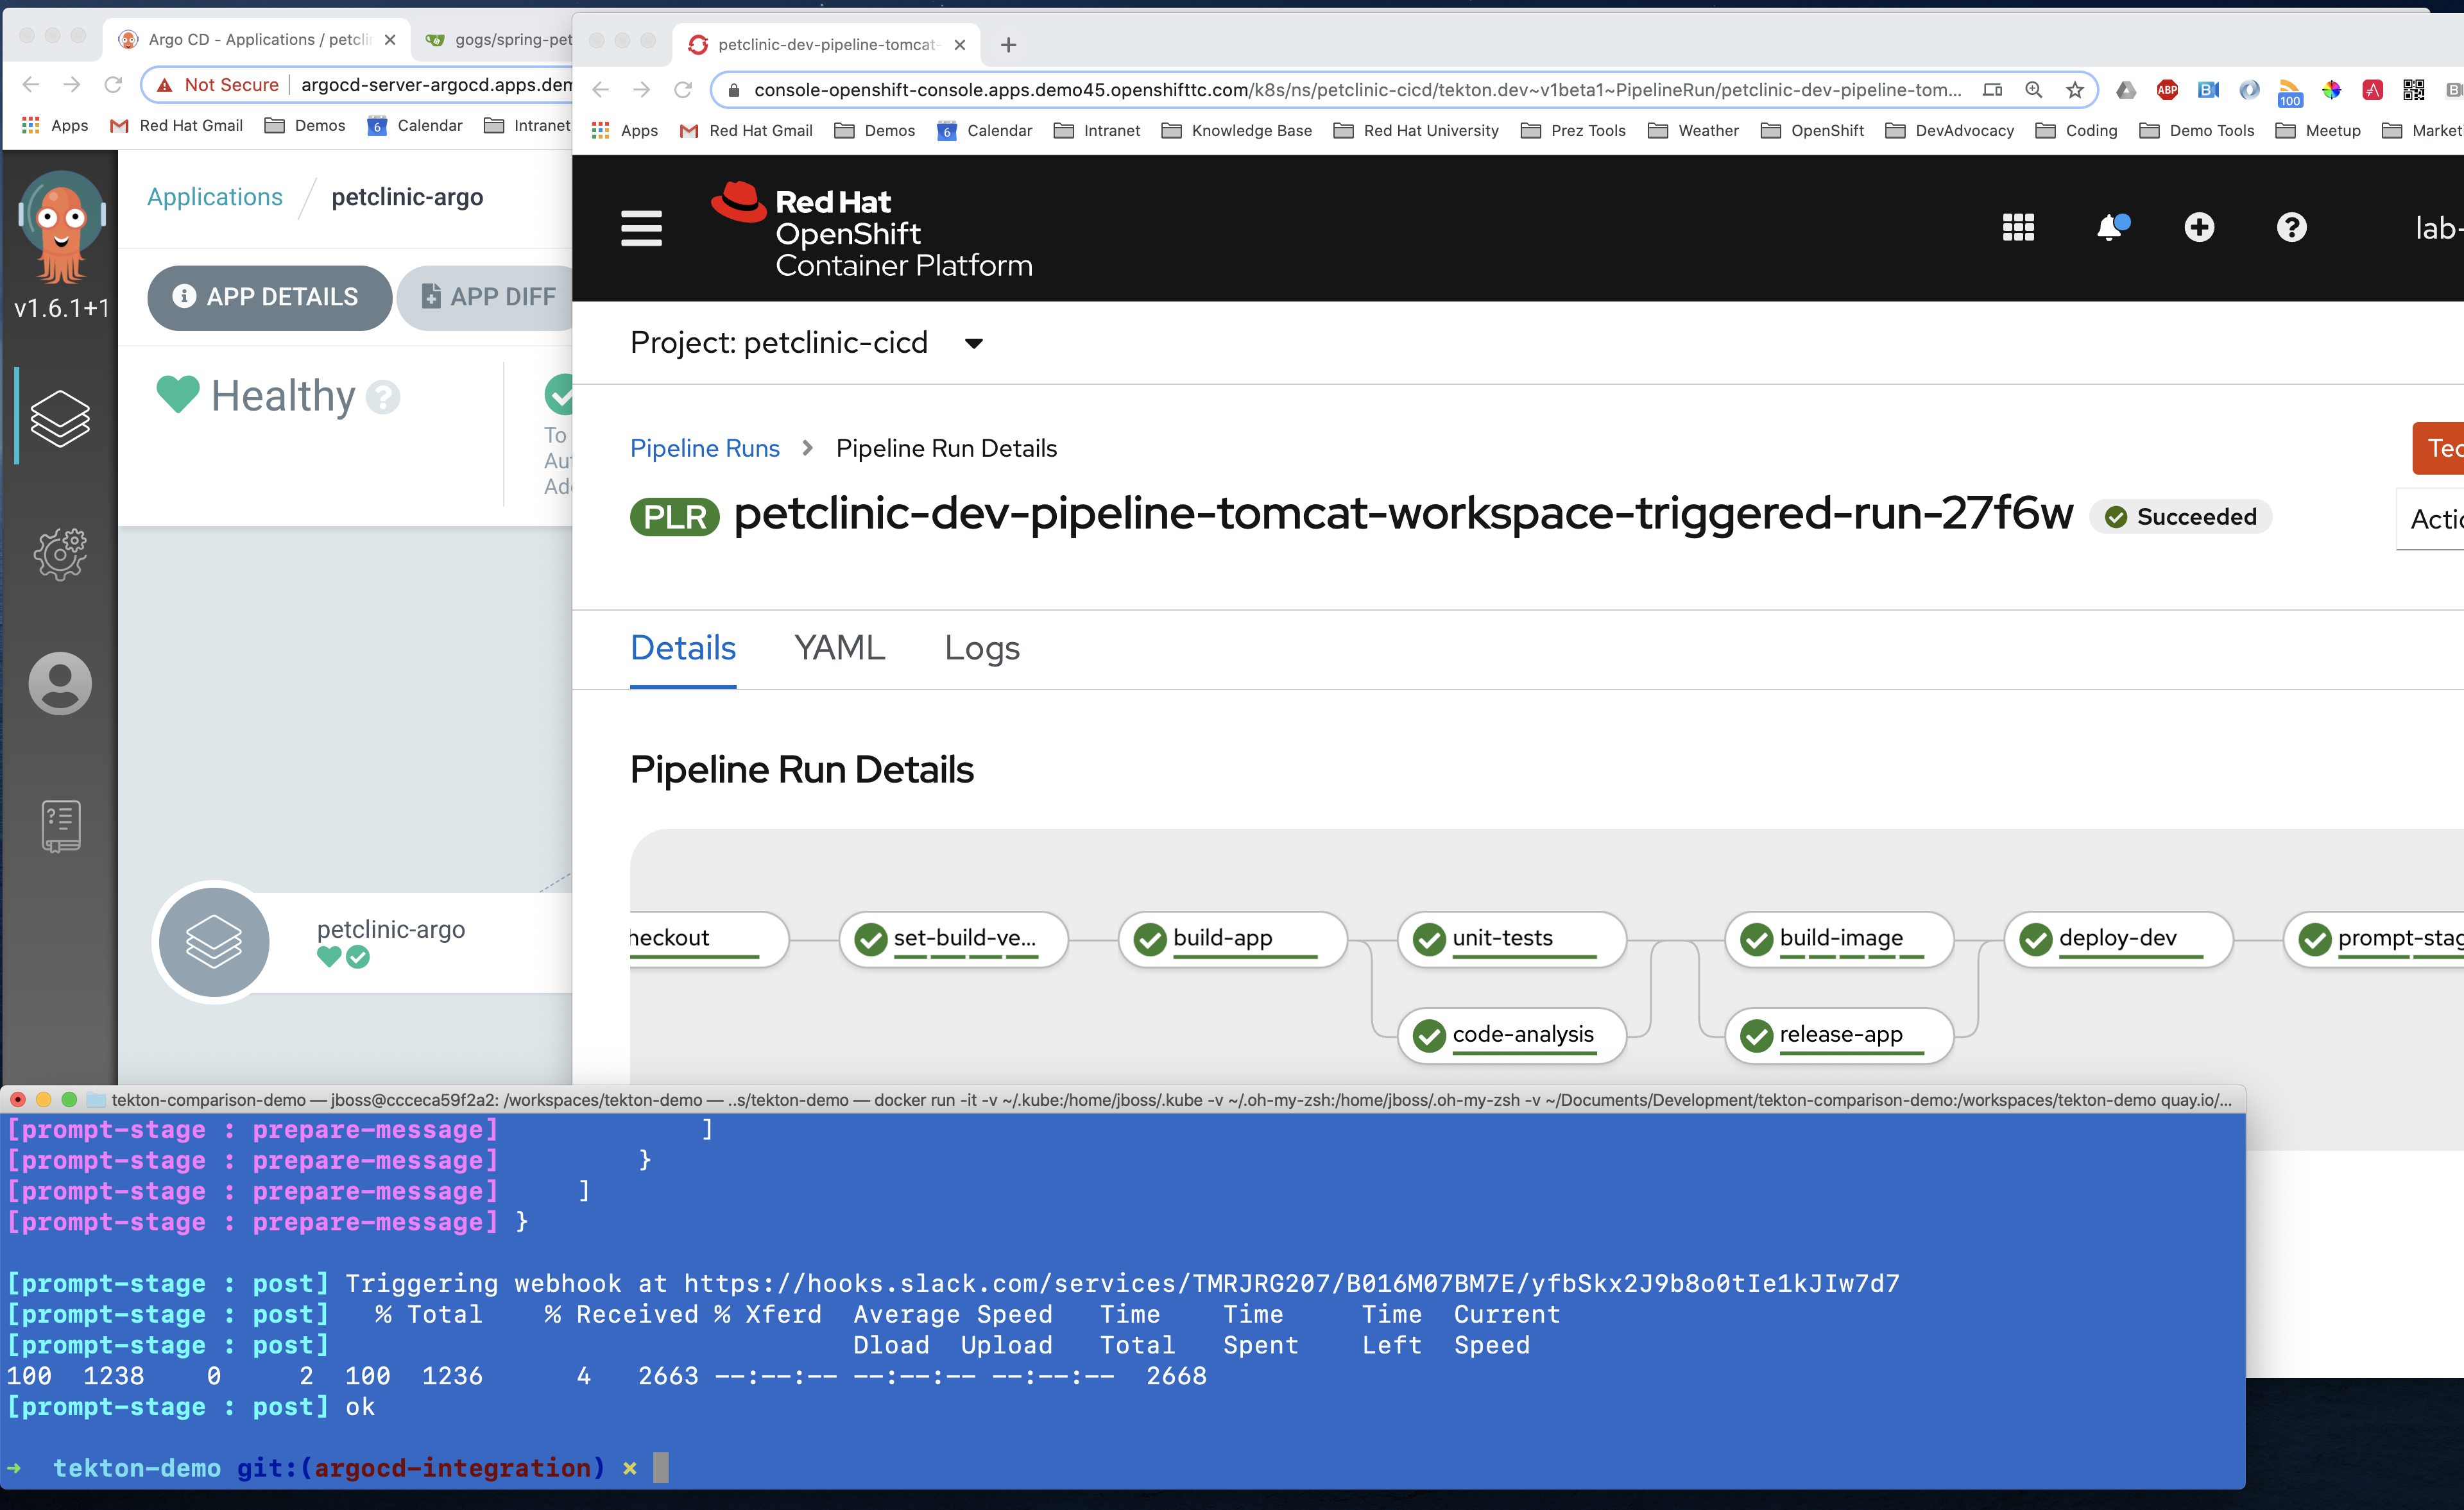 Argo CD - Applications / petcli
gogs/spring-pet
Not Secure
argocd-server-argocd.apps.dem
Apps
Red Hat Gmail
Demos
6
Calendar
Intranet
Applications
petclinic-argo
v1.6.1+1
APP DETAILS
APP DIFF
Healthy
To
Aut
Ade
petclinic-argo
petclinic-dev-pipeline-tomcat-
console-openshift-console.apps.demo45.openshifttc.com/k8s/ns/petclinic-cicd/tekton.dev~v1beta1~PipelineRun/petclinic-dev-pipeline-tom...
ABP
100
Apps
Red Hat Gmail
Demos
6
Calendar
Intranet
Knowledge Base
Red Hat University
Prez Tools
Weather
OpenShift
DevAdvocacy
Coding
Demo Tools
Meetup
Market
Red Hat
OpenShift
Container Platform
lab-
Project: petclinic-cicd
Pipeline Runs > Pipeline Run Details
Tec
PLR petclinic-dev-pipeline-tomcat-workspace-triggered-run-27f6w Succeeded
Actio
Details YAML Logs
Pipeline Run Details
heckout
set-build-ve...
build-app
unit-tests
build-image
deploy-dev
prompt-stag
code-analysis
release-app
tekton-comparison-demo — jboss@ccceca59f2a2: /workspaces/tekton-demo — ..s/tekton-demo — docker run -it -v ~/.kube:/home/jboss/.kube -v ~/.oh-my-zsh:/home/jboss/.oh-my-zsh -v ~/Documents/Development/tekton-comparison-demo:/workspaces/tekton-demo quay.io/...
[prompt-stage : prepare-message] ]
[prompt-stage : prepare-message] }
[prompt-stage : prepare-message] ]
[prompt-stage : prepare-message] }
[prompt-stage : post] Triggering webhook at https://hooks.slack.com/services/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
[prompt-stage : post] % Total % Received % Xferd Average Speed Time Time Time Current
[prompt-stage : post] Dload Upload Total Spent Left Speed
100 1238 0 2 100 1236 4 2663 --:--:-- --:--:-- --:--:-- 2668
[prompt-stage : post] ok
→ tekton-demo git:(argocd-integration) ×